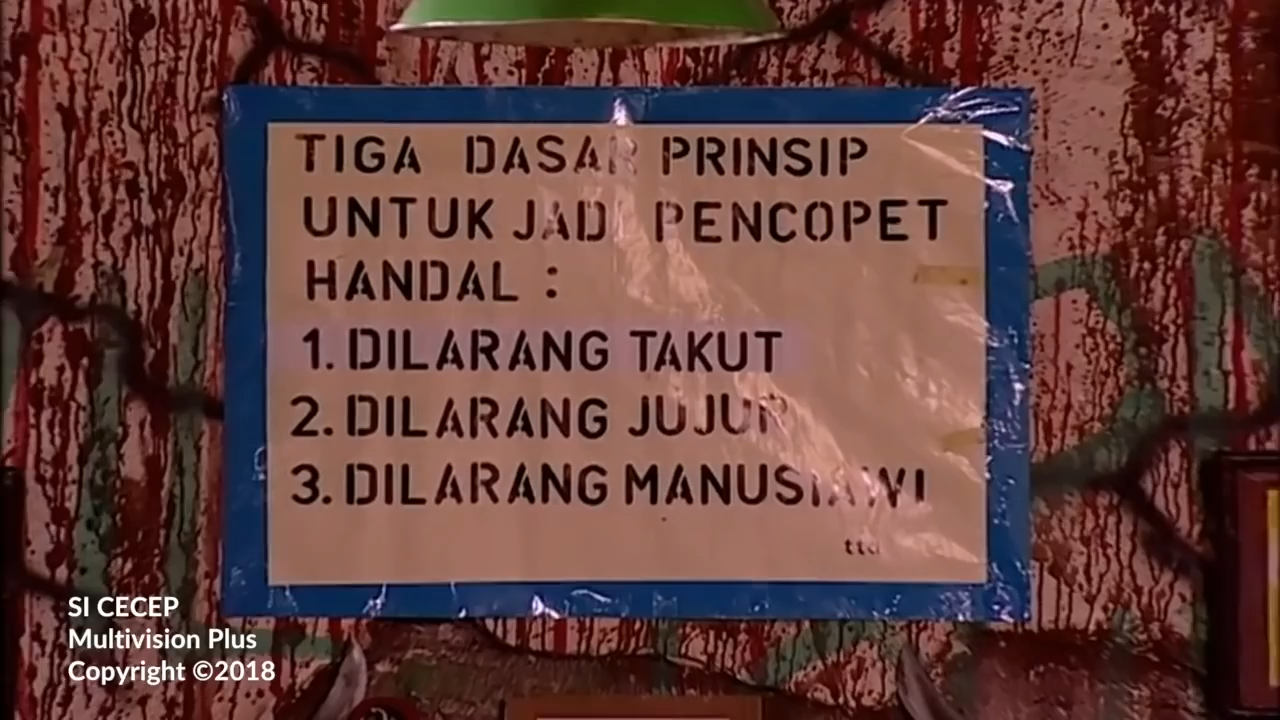 TIGA DASAR PRINSIP
UNTUK JADI PENCOPET
HANDAL :
1. DILARANG TAKUT
2. DILARANG JUJUR
3. DILARANG MANUSIAWI
ttd
SI CECEP
Multivision Plus
Copyright ©2018